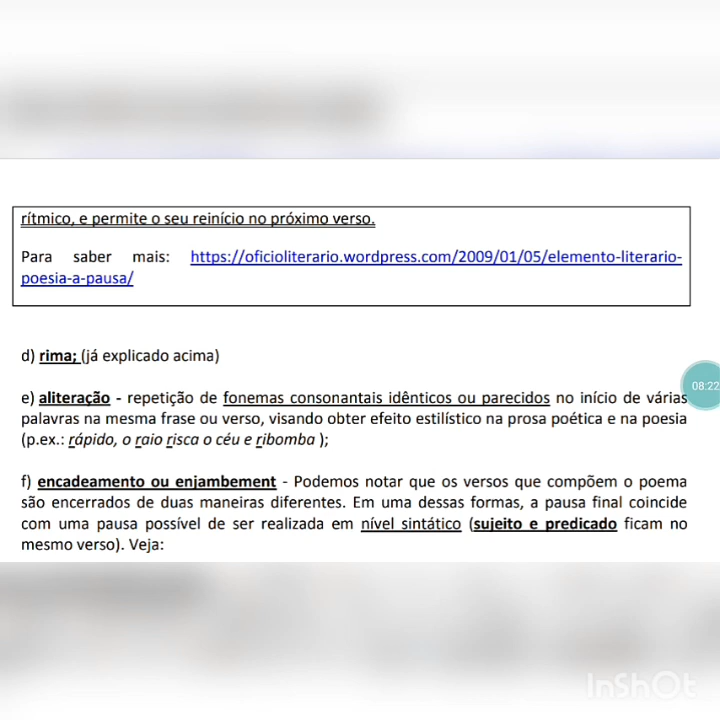 rítmico, e permite o seu reinício no próximo verso.
Para saber mais: https://oficioliterario.wordpress.com/2009/01/05/elemento-literario-
poesia-a-pausa/
d) rima; (já explicado acima)
e) aliteração - repetição de fonemas consonantais idênticos ou parecidos no início de várias
palavras na mesma frase ou verso, visando obter efeito estilístico na prosa poética e na poesia
(p.ex.: rápido, o raio risca o céu e ribomba );
f) encadeamento ou enjambement - Podemos notar que os versos que compõem o poema
são encerrados de duas maneiras diferentes. Em uma dessas formas, a pausa final coincide
com uma pausa possível de ser realizada em nível sintático (sujeito e predicado ficam no
mesmo verso). Veja:
08:22
InShOt